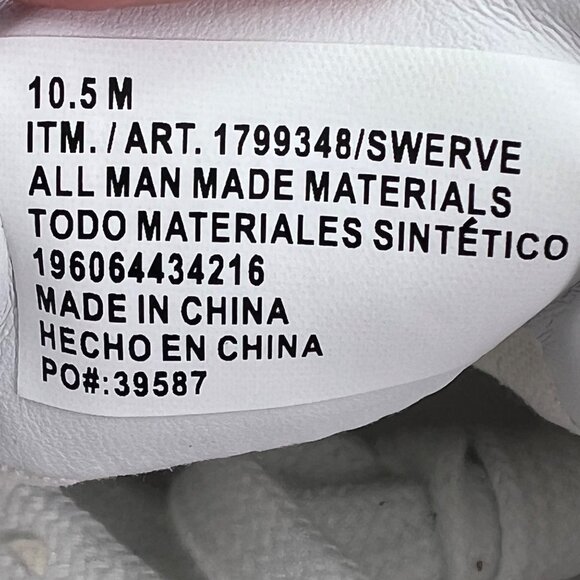 10.5 M
ITM. / ART. 1799348/SWERVE
ALL MAN MADE MATERIALS
TODO MATERIALES SINTÉTICO
196064434216
MADE IN CHINA
HECHO EN CHINA
PO#:39587